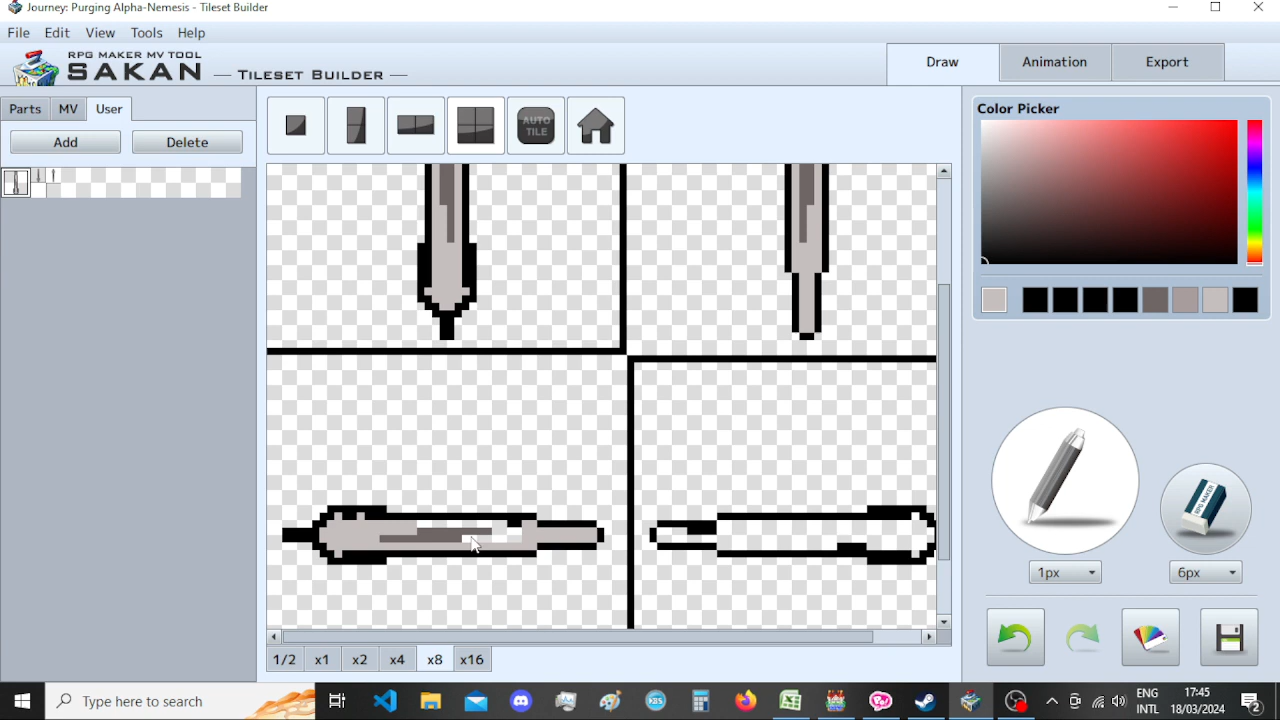 Journey: Purging Alpha-Nemesis - Tileset Builder
File Edit View Tools Help
RPG MAKER MV TOOL
SAKAN — TILESET BUILDER —
Draw Animation Export
Parts MV User
Add Delete
AUTO
TILE
Color Picker
RPG MAKER
1px 6px
1/2 x1 x2 x4 x8 x16
Type here to search
ENG
INTL
17:45
18/03/2024
2